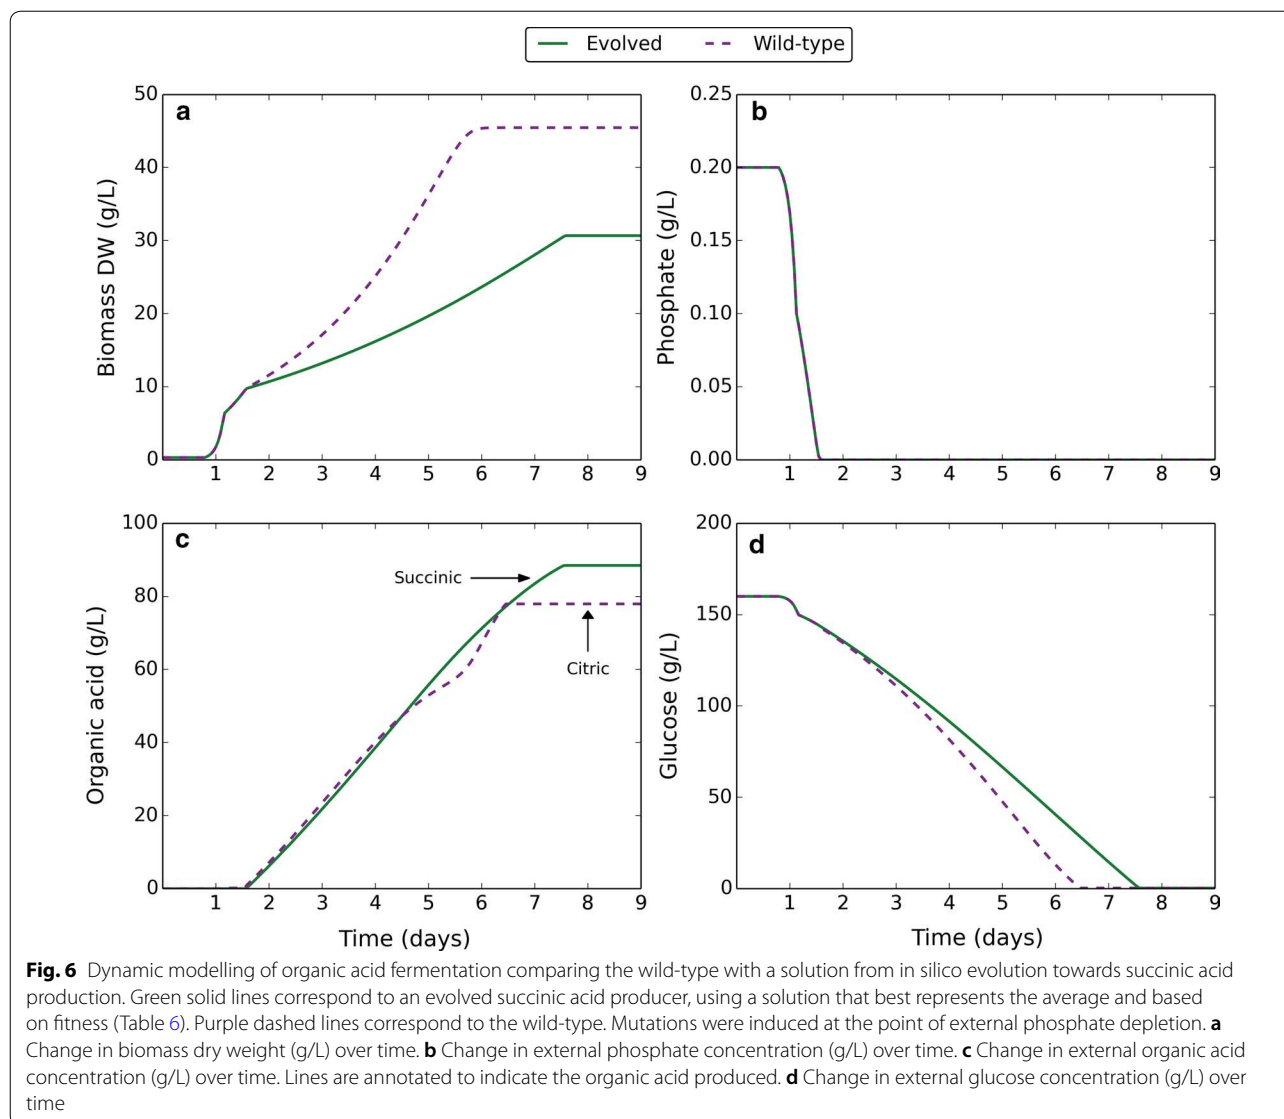 Evolved
Wild-type
a
50
40
30
20
10
0
1 2 3 4 5 6 7 8 9
Biomass DW (g/L)
b
0.25
0.20
0.15
0.10
0.05
0.00
1 2 3 4 5 6 7 8 9
Phosphate (g/L)
c
100
80
60
40
20
0
1 2 3 4 5 6 7 8 9
Organic acid (g/L)
Succinic
Citric
Time (days)
d
200
150
100
50
0
1 2 3 4 5 6 7 8 9
Glucose (g/L)
Time (days)
Fig. 6 Dynamic modelling of organic acid fermentation comparing the wild-type with a solution from in silico evolution towards succinic acid
production. Green solid lines correspond to an evolved succinic acid producer, using a solution that best represents the average and based
on fitness (Table 6). Purple dashed lines correspond to the wild-type. Mutations were induced at the point of external phosphate depletion. a
Change in biomass dry weight (g/L) over time. b Change in external phosphate concentration (g/L) over time. c Change in external organic acid
concentration (g/L) over time. Lines are annotated to indicate the organic acid produced. d Change in external glucose concentration (g/L) over
time